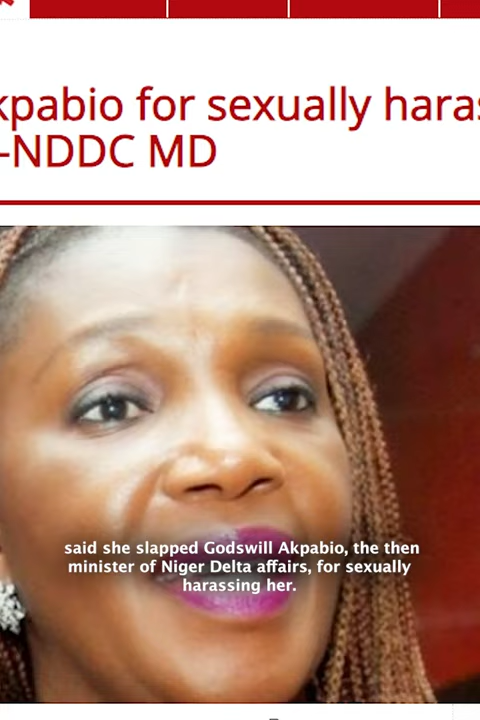 kpabio for sexually haras
-NDDC MD
said she slapped Godswill Akpabio, the then
minister of Niger Delta affairs, for sexually
harassing her.